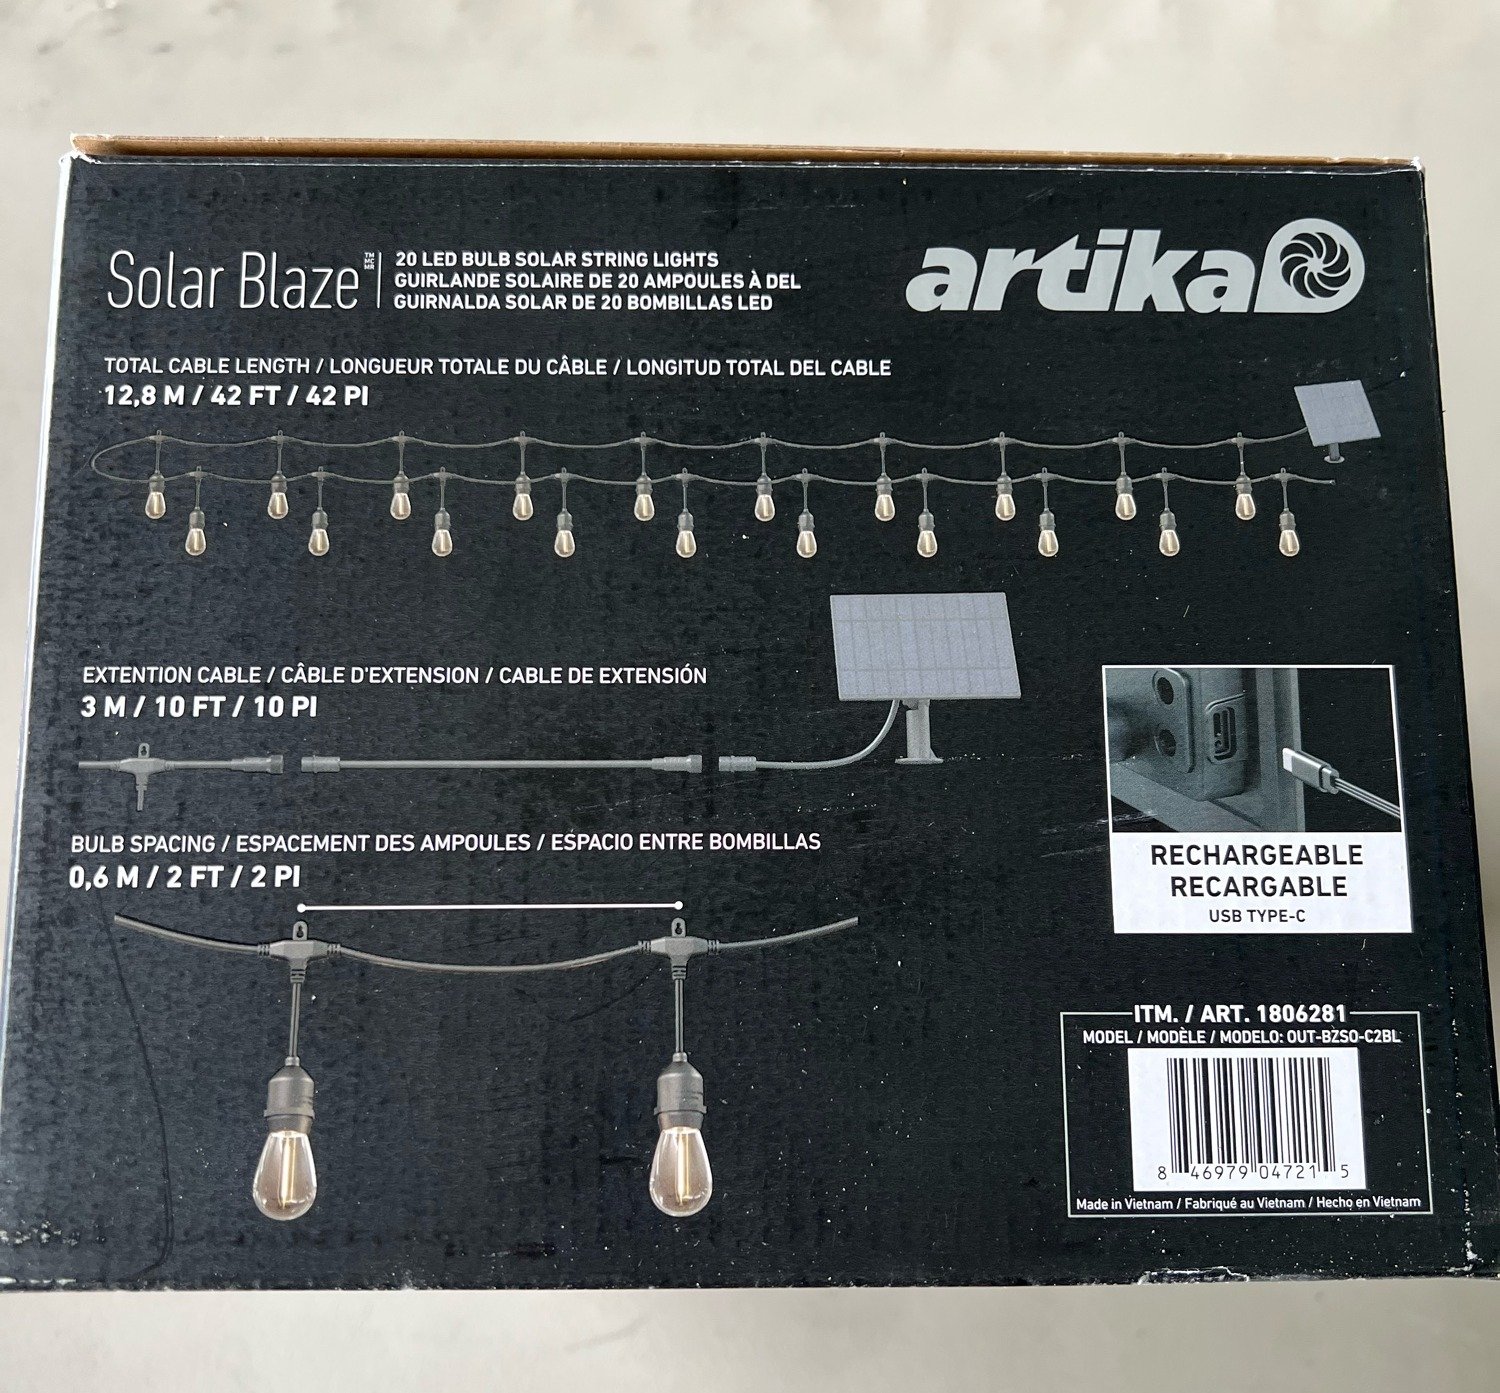 Solar Blaze TM MC MR
20 LED BULB SOLAR STRING LIGHTS
GUIRLANDE SOLAIRE DE 20 AMPOULES À DEL
GUIRNALDA SOLAR DE 20 BOMBILLAS LED
artika
TOTAL CABLE LENGTH / LONGUEUR TOTALE DU CÂBLE / LONGITUD TOTAL DEL CABLE
12,8 M / 42 FT / 42 PI
EXTENTION CABLE / CÂBLE D'EXTENSION / CABLE DE EXTENSIÓN
3 M / 10 FT / 10 PI
BULB SPACING / ESPACEMENT DES AMPOULES / ESPACIO ENTRE BOMBILLAS
0,6 M / 2 FT / 2 PI
RECHARGEABLE
RECARGABLE
USB TYPE-C
ITM. / ART. 1806281
MODEL / MODÈLE / MODELO: OUT-BZSO-C2BL
8 46979 04721 5
Made in Vietnam / Fabriqué au Vietnam / Hecho en Vietnam